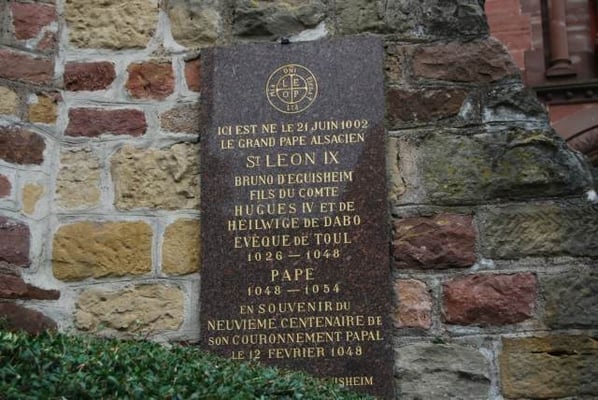 ICI EST NE LE 21 JUIN 1002
LE GRAND PAPE ALSACIEN
ST LEON IX
BRUNO D'EGUISHEIM
FILS DU COMTE
HUGUES IV ET DE
HEILWIGE DE DABO
EVÊQUE DE TOUL
1026 – 1048
PAPE
1048 – 1054
EN SOUVENIR DU
NEUVIEME CENTENAIRE DE
SON COURONNEMENT PAPAL
LE 12 FEVRIER 1048